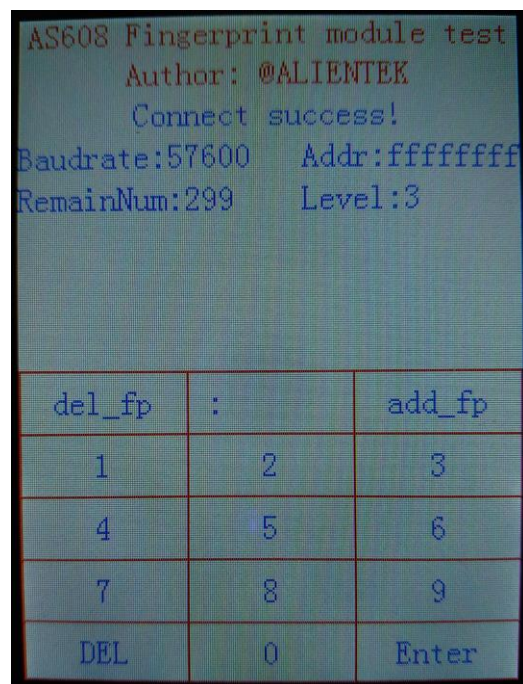 AS608 Fingerprint module test
Author: @ALIENTEK
Connect success!
Baudrate:57600 Addr:ffffffff
RemainNum:299 Level:3
del_fp : add_fp
1 2 3
4 5 6
7 8 9
DEL 0 Enter